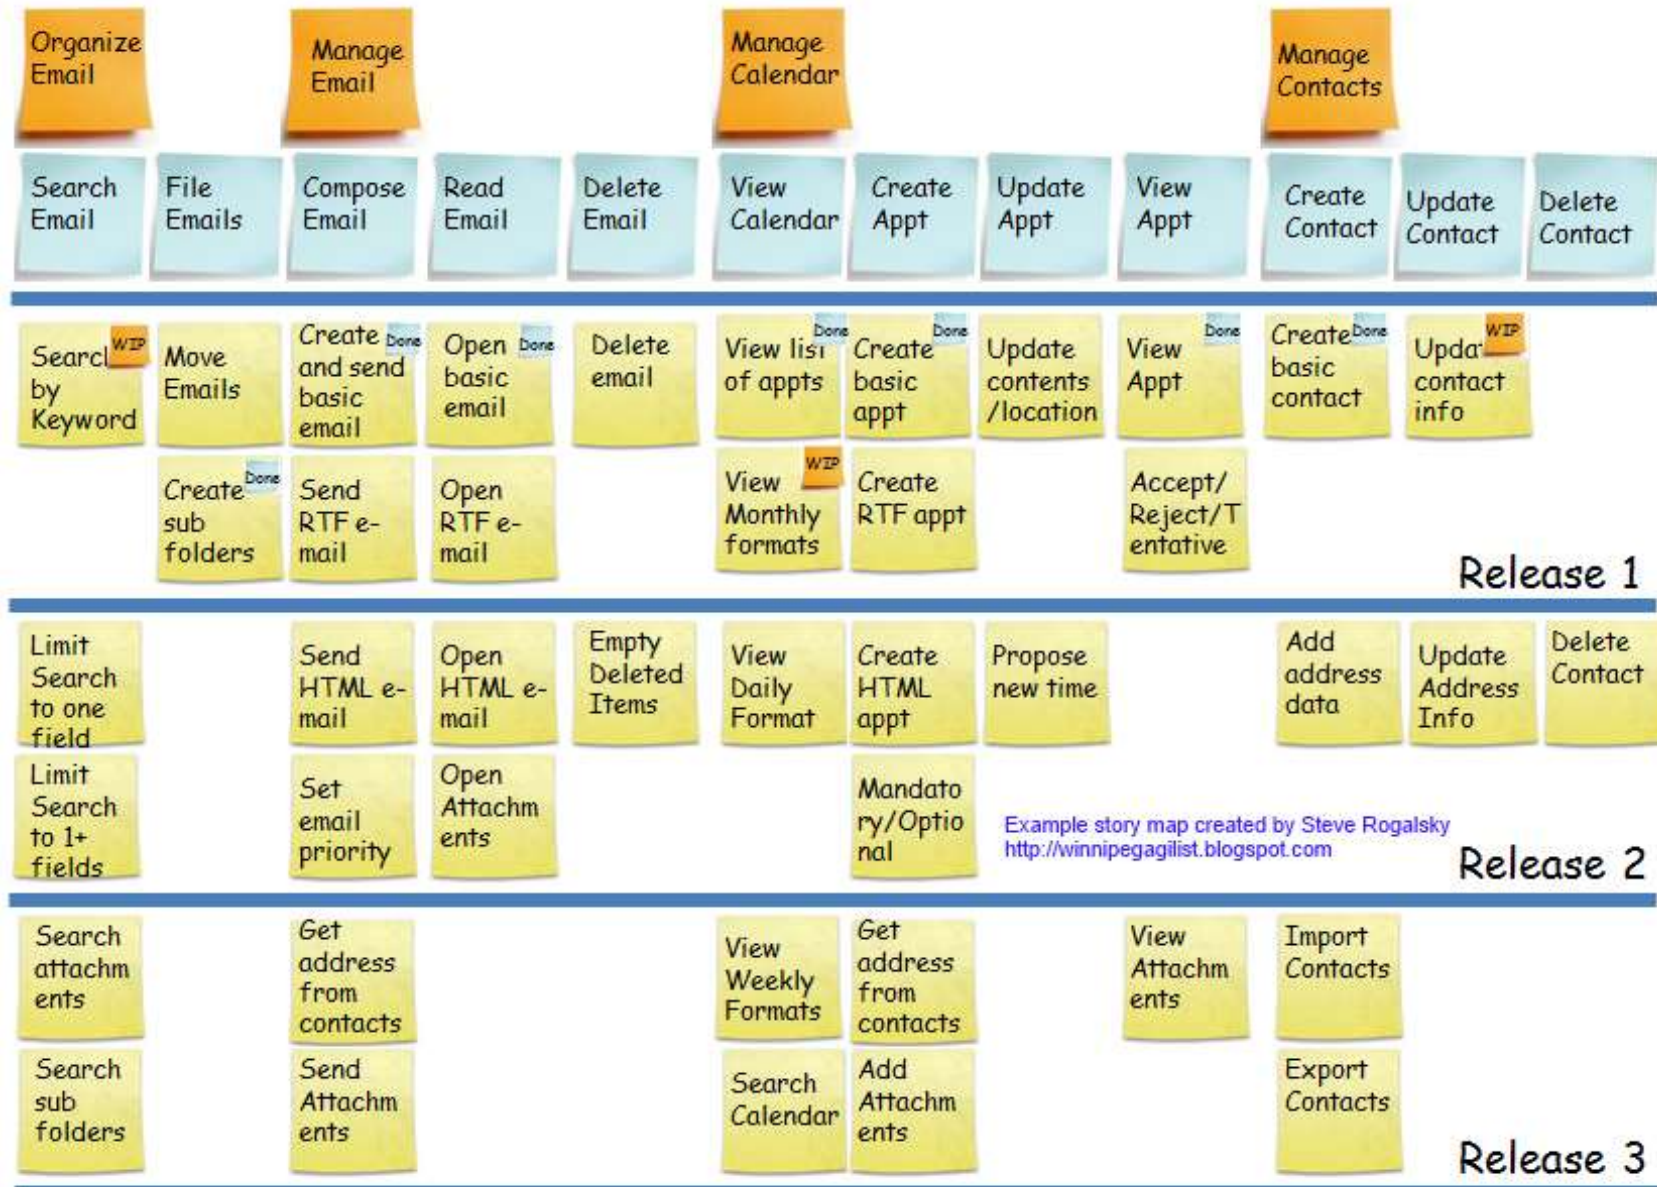 Organize
Email
Manage
Email
Manage
Calendar
Manage
Contacts
Search
Email
File
Emails
Compose
Email
Read
Email
Delete
Email
View
Calendar
Create
Appt
Update
Appt
View
Appt
Create
Contact
Update
Contact
Delete
Contact
Searc
WIP
by
Keyword
Move
Emails
Create
Done
and send
basic
email
Open
Done
basic
email
Delete
email
Done
View list
of appts
Done
Create
basic
appt
Update
contents
/location
Done
View
Appt
Create
Done
basic
contact
WIP
Updat
contact
info
Create
Done
sub
folders
Send
RTF e-
mail
Open
RTF e-
mail
WIP
View
Monthly
formats
Create
RTF appt
Accept/
Reject/T
entative
Release 1
Limit
Search
to one
field
Send
HTML e-
mail
Open
HTML e-
mail
Empty
Deleted
Items
View
Daily
Format
Create
HTML
appt
Propose
new time
Add
address
data
Update
Address
Info
Delete
Contact
Limit
Search
to 1+
fields
Set
email
priority
Open
Attachm
ents
Mandato
ry/Optio
nal
Example story map created by Steve Rogalsky
http://winnipegagilist.blogspot.com
Release 2
Search
attachm
ents
Get
address
from
contacts
View
Weekly
Formats
Get
address
from
contacts
View
Attachm
ents
Import
Contacts
Search
sub
folders
Send
Attachm
ents
Search
Calendar
Add
Attachm
ents
Export
Contacts
Release 3